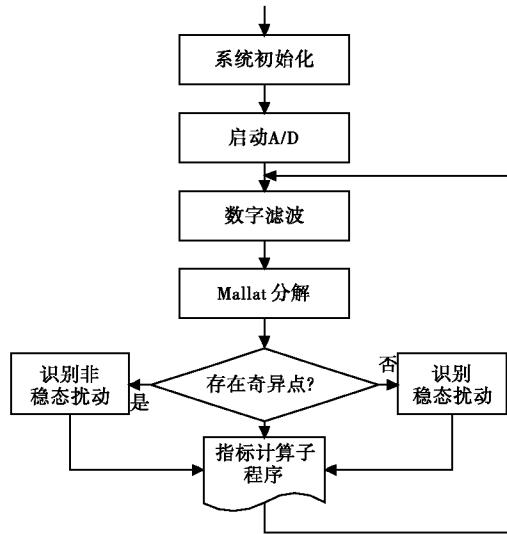 系统初始化
启动A/D
数字滤波
Mallat 分解
存在奇异点?
是
否
识别非
稳态扰动
识别
稳态扰动
指标计算子
程序